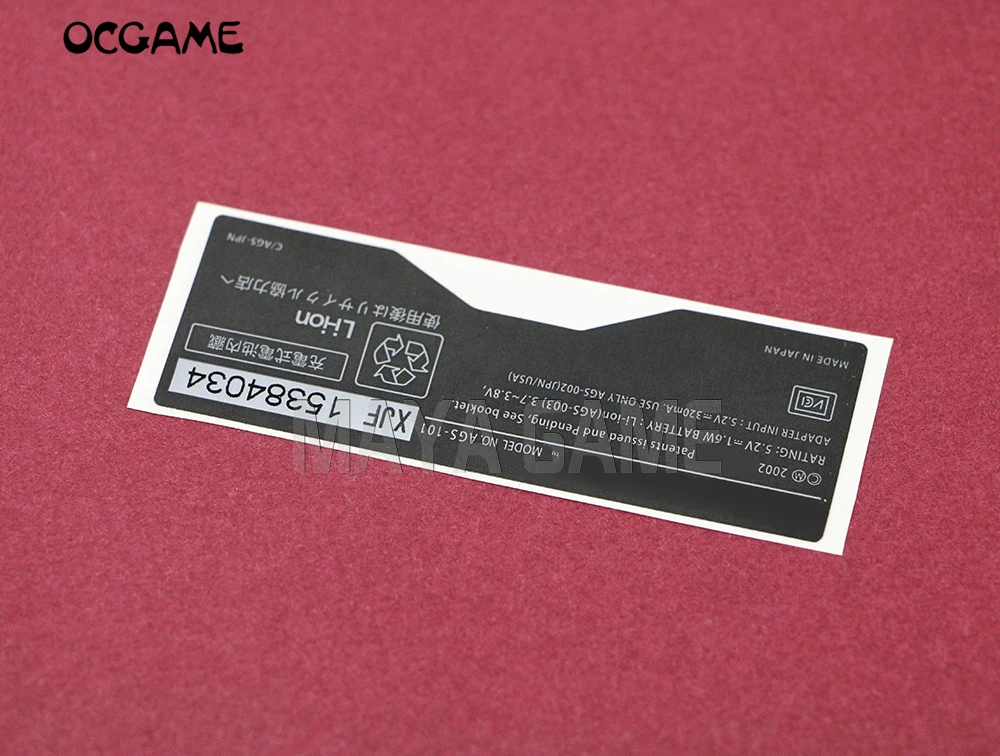 OCGAME
MAYA GAME
MODEL NO. AGS-101
™
Patents issued and Pending, See booklet.
© Ⓜ 2002
RATING: 5.2V⎓1.6W BATTERY : Li-ion(AGS-003) 3.7~3.8V,
ADAPTER INPUT : 5.2V⎓320mA, USE ONLY AGS-002(JPN/USA)
VCI
MADE IN JAPAN
XJF 15384034
充電式電池内蔵
Li-ion
使用後はリサイクル協力店へ
C/AGS-JPN